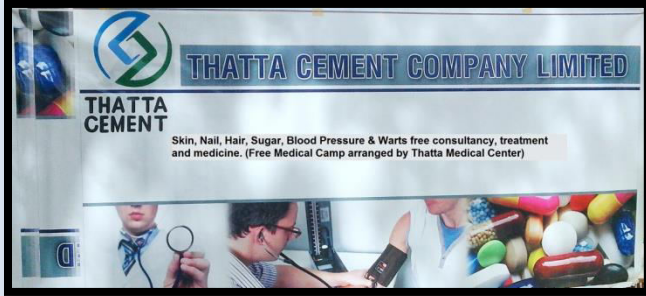 THATTA CEMENT COMPANY LIMITED
THATTA
CEMENT
Skin, Nail, Hair, Sugar, Blood Pressure & Warts free consultancy, treatment
and medicine. (Free Medical Camp arranged by Thatta Medical Center)
D